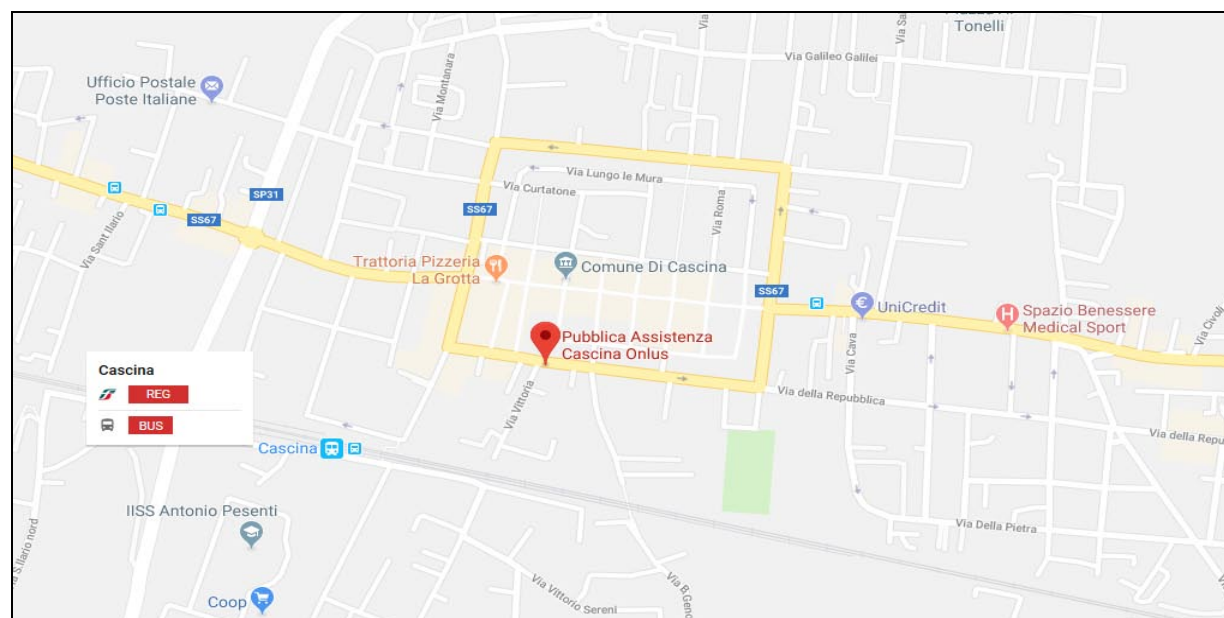 Tonelli
Via Galileo Galilei
Ufficio Postale
Poste Italiane
Via Montanara
Via Lungo le Mura
Via Curtatone
SP31
SS67
SS67
Via Roma
Via Sant Ilario
Trattoria Pizzeria
La Grotta
Comune Di Cascina
SS67
UniCredit
Spazio Benessere
Medical Sport
Pubblica Assistenza
Cascina Onlus
Via Cava
Cascina
REG
BUS
Via Vittoria
Via della Repubblica
Via della Repu
Cascina
IISS Antonio Pesenti
Via Della Pietra
Via Vittorio Sereni
Via B.Geno
Coop